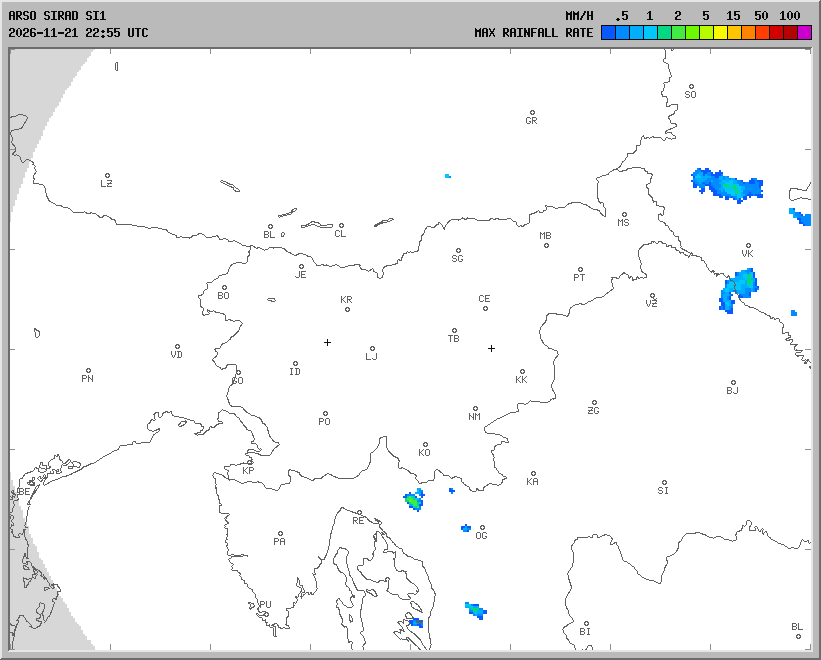 ARSO SIRAD SI1
2026-11-21 22:55 UTC
MM/H .5 1 2 5 15 50 100
MAX RAINFALL RATE
SO
GR
LZ
MS
BL
CL
MB
VK
SG
JE
PT
BO
KR
CE
VŽ
TB
VD
LJ
ID
PN
GO
KK
BJ
ZG
NM
PO
KO
KP
KA
BE
SI
RE
OG
PA
PU
BI
BL